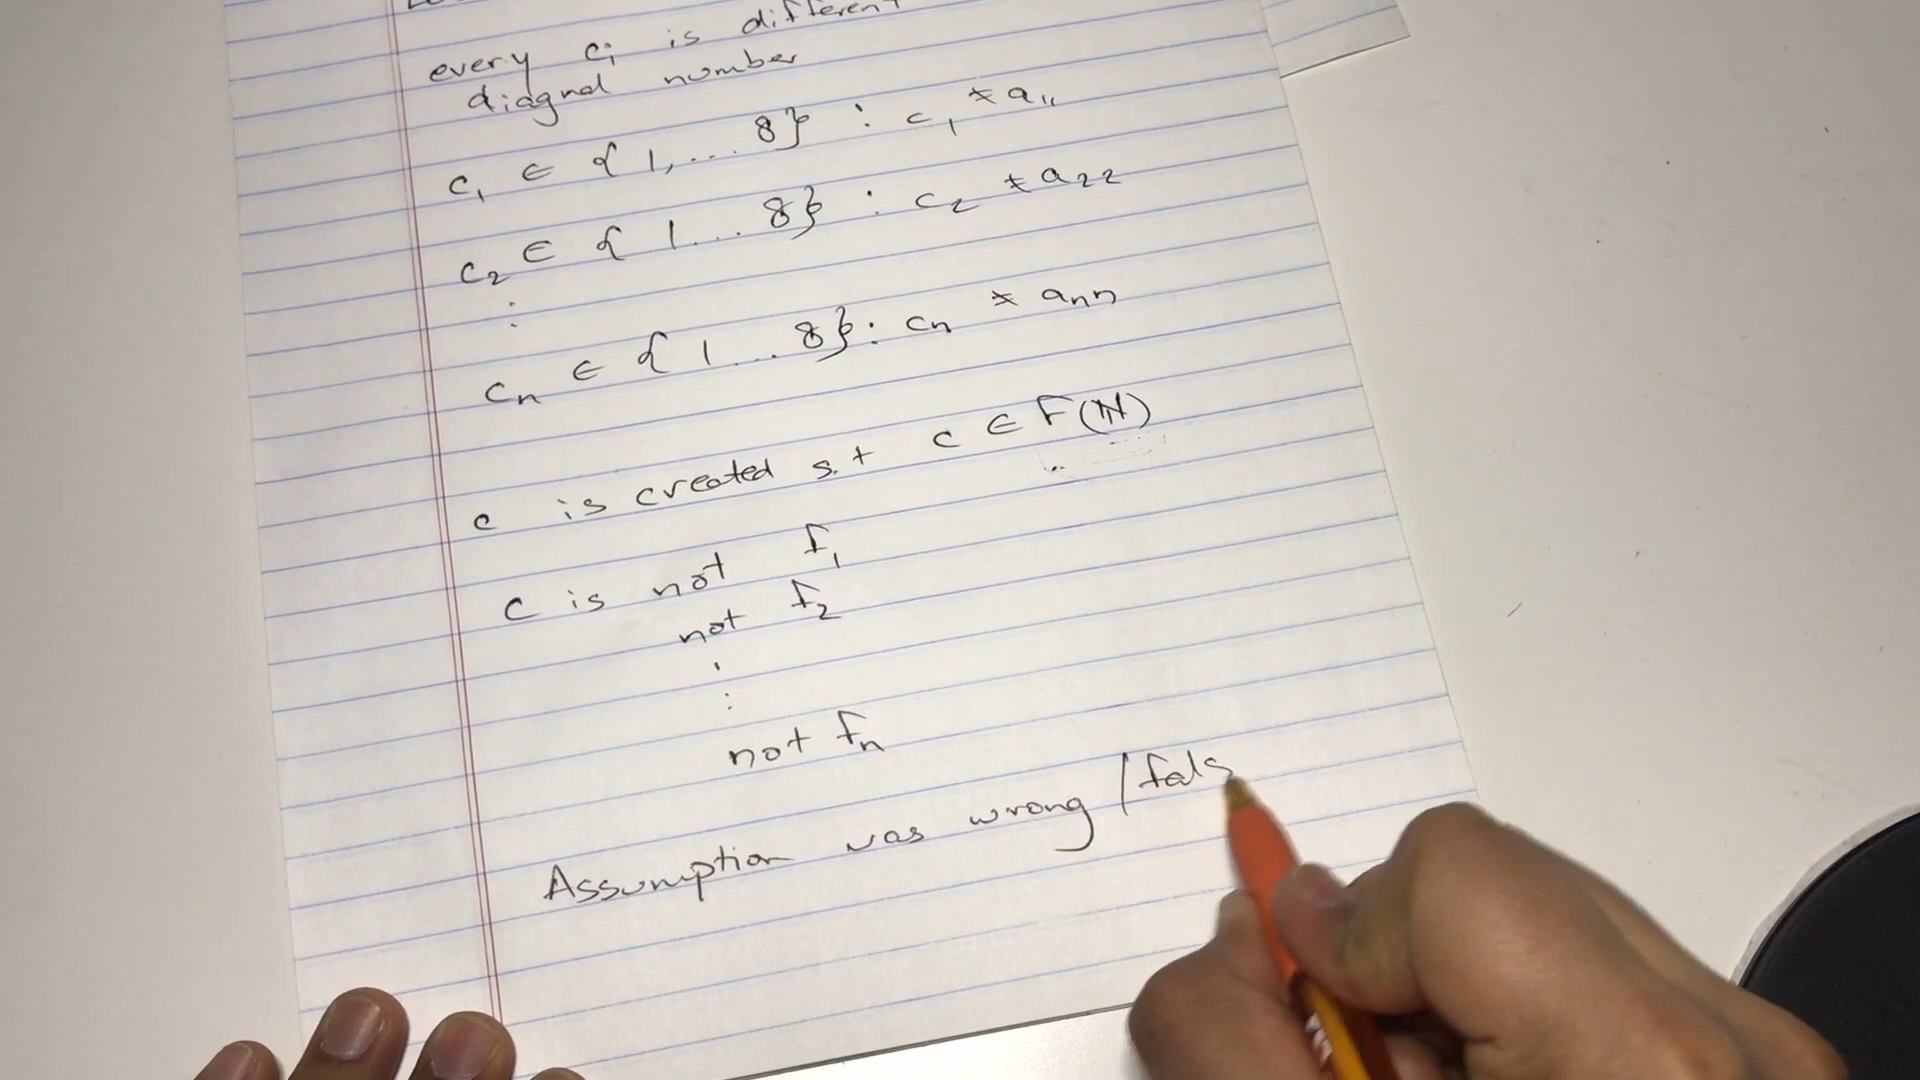 every ci is different
diagnal number
c₁ ∈ { 1, ... 8} : c₁ ≠ a₁₁
c₂ ∈ { 1 ... 8} : c₂ ≠ a₂₂
⋮
cn ∈ { 1 ... 8} : cn ≠ ann
c is created s.t c ∈ F(ℕ)
c is not f₁
not f₂
⋮
not fn
Assumption was wrong / fals